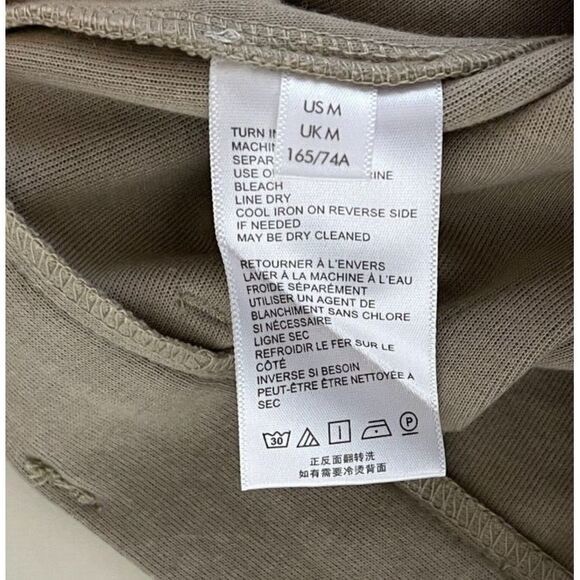 US M
UK M
165/74A
TURN
MACHIN
SEPAR
USE O RINE
BLEACH
LINE DRY
COOL IRON ON REVERSE SIDE
IF NEEDED
MAY BE DRY CLEANED
RETOURNER À L'ENVERS
LAVER À LA MACHINE À L'EAU
FROIDE SÉPARÉMENT
UTILISER UN AGENT DE
BLANCHIMENT SANS CHLORE
SI NÉCESSAIRE
LIGNE SEC
REFROIDIR LE FER SUR LE
CÔTÉ
INVERSE SI BESOIN
PEUT-ÊTRE ÊTRE NETTOYÉE A
SEC
30 P
正反面翻转洗
如有需要冷烫背面